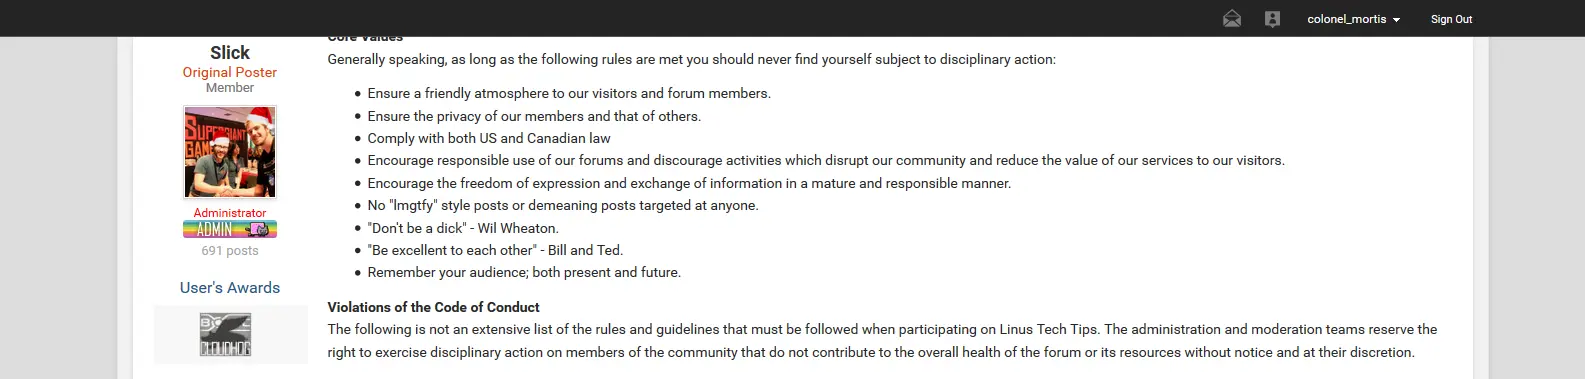 colonel_mortis
Sign Out
Core Values
Slick
Original Poster
Member
SUPERGIANT
GAM
Administrator
ADMIN
691 posts
User's Awards
CLOUDHOG
Generally speaking, as long as the following rules are met you should never find yourself subject to disciplinary action:
Ensure a friendly atmosphere to our visitors and forum members.
Ensure the privacy of our members and that of others.
Comply with both US and Canadian law
Encourage responsible use of our forums and discourage activities which disrupt our community and reduce the value of our services to our visitors.
Encourage the freedom of expression and exchange of information in a mature and responsible manner.
No "lmgtfy" style posts or demeaning posts targeted at anyone.
"Don't be a dick" - Wil Wheaton.
"Be excellent to each other" - Bill and Ted.
Remember your audience; both present and future.
Violations of the Code of Conduct
The following is not an extensive list of the rules and guidelines that must be followed when participating on Linus Tech Tips. The administration and moderation teams reserve the
right to exercise disciplinary action on members of the community that do not contribute to the overall health of the forum or its resources without notice and at their discretion.